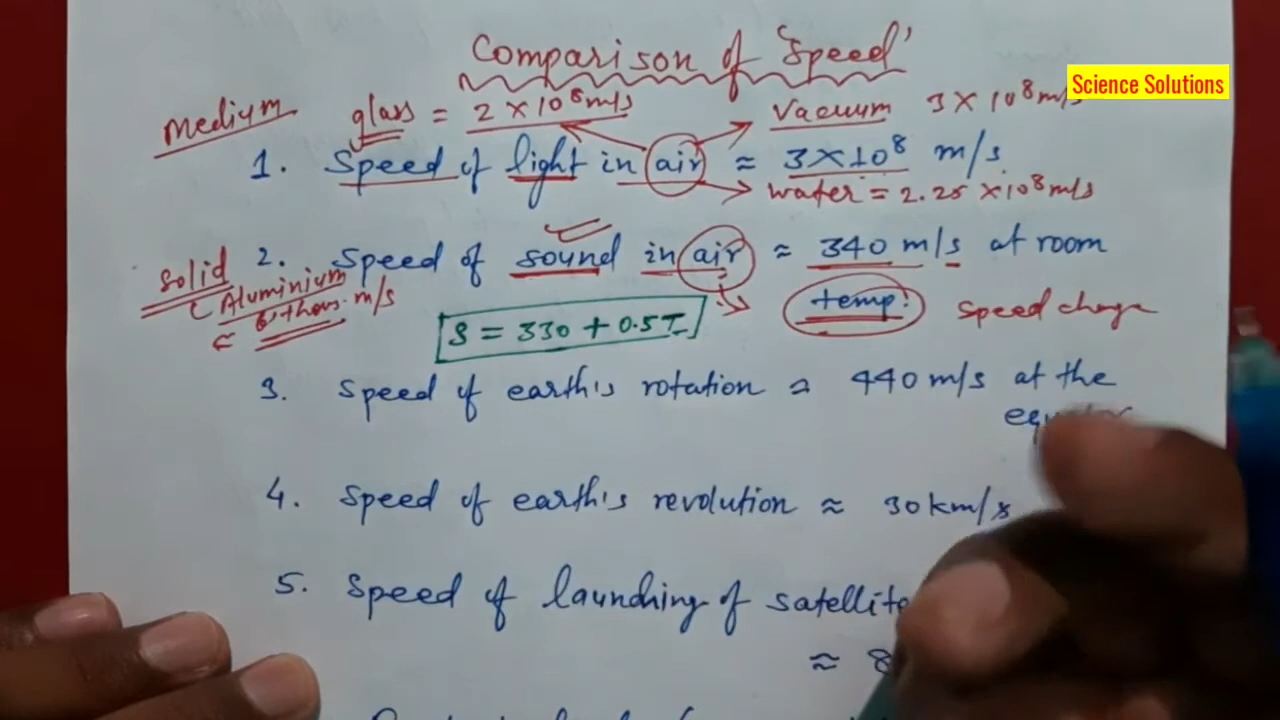 Comparison of 'Speed'
Science Solutions
Medium glass = 2 × 10⁸ m/s Vacuum 3 × 10⁸ m/s
1. Speed of light in air ≈ 3×10⁸ m/s
water = 2.25 × 10⁸ m/s
2. Speed of sound in air ≈ 340 m/s at room
Solid
( Aluminium temp. speed change
≈ 6 thou. m/s
S = 330 + 0.5T
3. Speed of earth's rotation ≈ 440 m/s at the
4. Speed of earth's revolution ≈ 30 km/s
5. Speed of launching of satellite
≈ 8